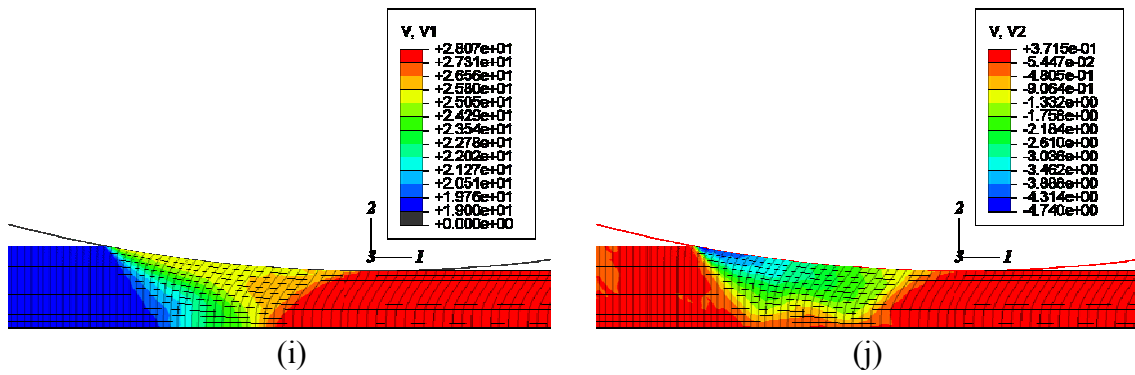 V, V1
+2.807e+01
+2.731e+01
+2.656e+01
+2.580e+01
+2.505e+01
+2.429e+01
+2.354e+01
+2.278e+01
+2.202e+01
+2.127e+01
+2.051e+01
+1.976e+01
+1.900e+01
+0.000e+00
2
3 1
(i)
V, V2
+3.715e-01
-5.447e-02
-4.805e-01
-9.064e-01
-1.332e+00
-1.758e+00
-2.184e+00
-2.610e+00
-3.036e+00
-3.462e+00
-3.888e+00
-4.314e+00
-4.740e+00
2
3 1
(j)